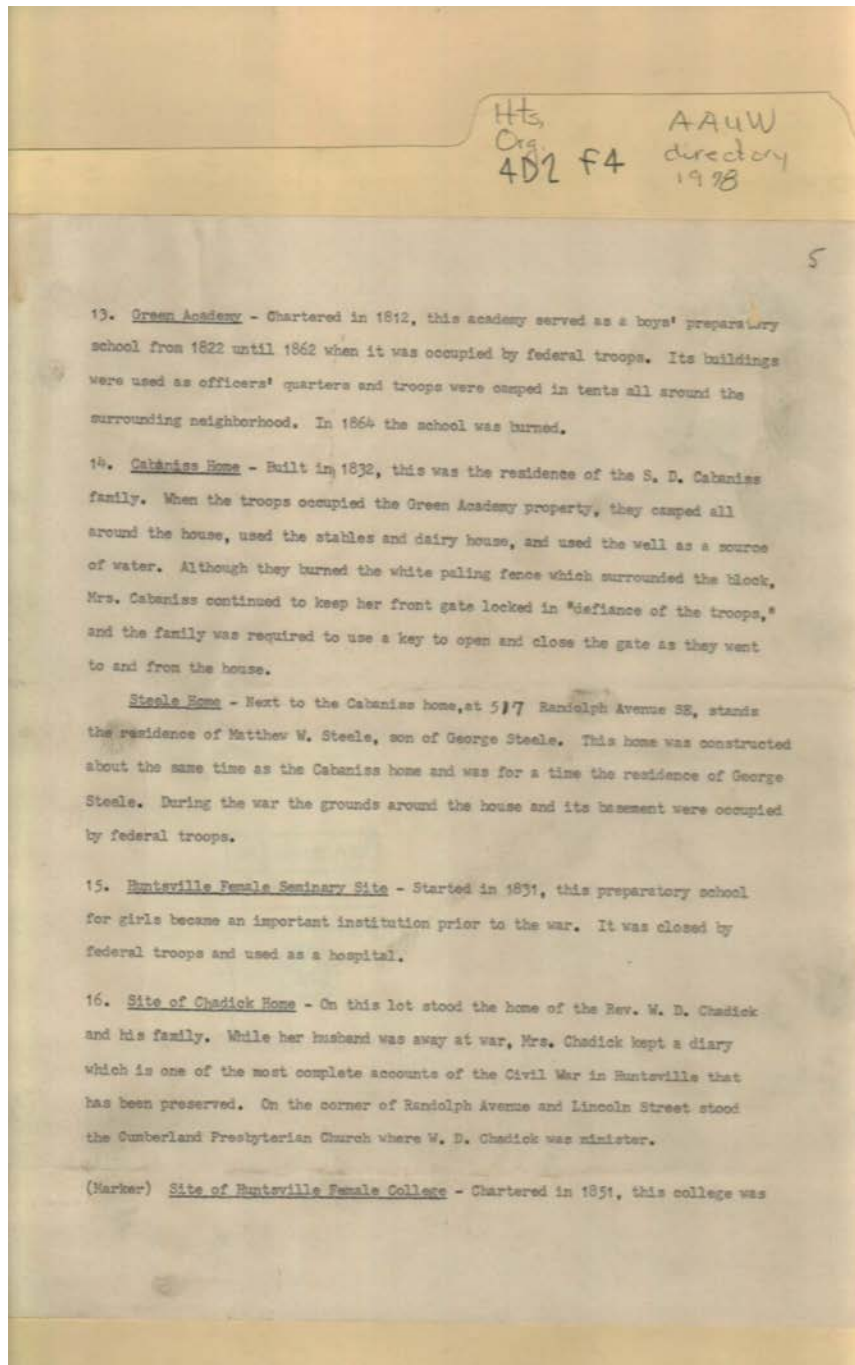 Hts,
Org.
4D2 F4
AAUW
directory
1978
5
13. Green Academy - Chartered in 1812, this academy served as a boys' preparatory
school from 1822 until 1862 when it was occupied by federal troops. Its buildings
were used as officers' quarters and troops were camped in tents all around the
surrounding neighborhood. In 1864 the school was burned.
14. Cabaniss Home - Built in 1832, this was the residence of the S. D. Cabaniss
family. When the troops occupied the Green Academy property, they camped all
around the house, used the stables and dairy house, and used the well as a source
of water. Although they burned the white paling fence which surrounded the block,
Mrs. Cabaniss continued to keep her front gate locked in "defiance of the troops,"
and the family was required to use a key to open and close the gate as they went
to and from the house.
Steele Home - Next to the Cabaniss home, at 517 Randolph Avenue SE, stands
the residence of Matthew W. Steele, son of George Steele. This home was constructed
about the same time as the Cabaniss home and was for a time the residence of George
Steele. During the war the grounds around the house and its basement were occupied
by federal troops.
15. Huntsville Female Seminary Site - Started in 1831, this preparatory school
for girls became an important institution prior to the war. It was closed by
federal troops and used as a hospital.
16. Site of Chadick Home - On this lot stood the home of the Rev. W. D. Chadick
and his family. While her husband was away at war, Mrs. Chadick kept a diary
which is one of the most complete accounts of the Civil War in Huntsville that
has been preserved. On the corner of Randolph Avenue and Lincoln Street stood
the Cumberland Presbyterian Church where W. D. Chadick was minister.
(Marker) Site of Huntsville Female College - Chartered in 1851, this college was